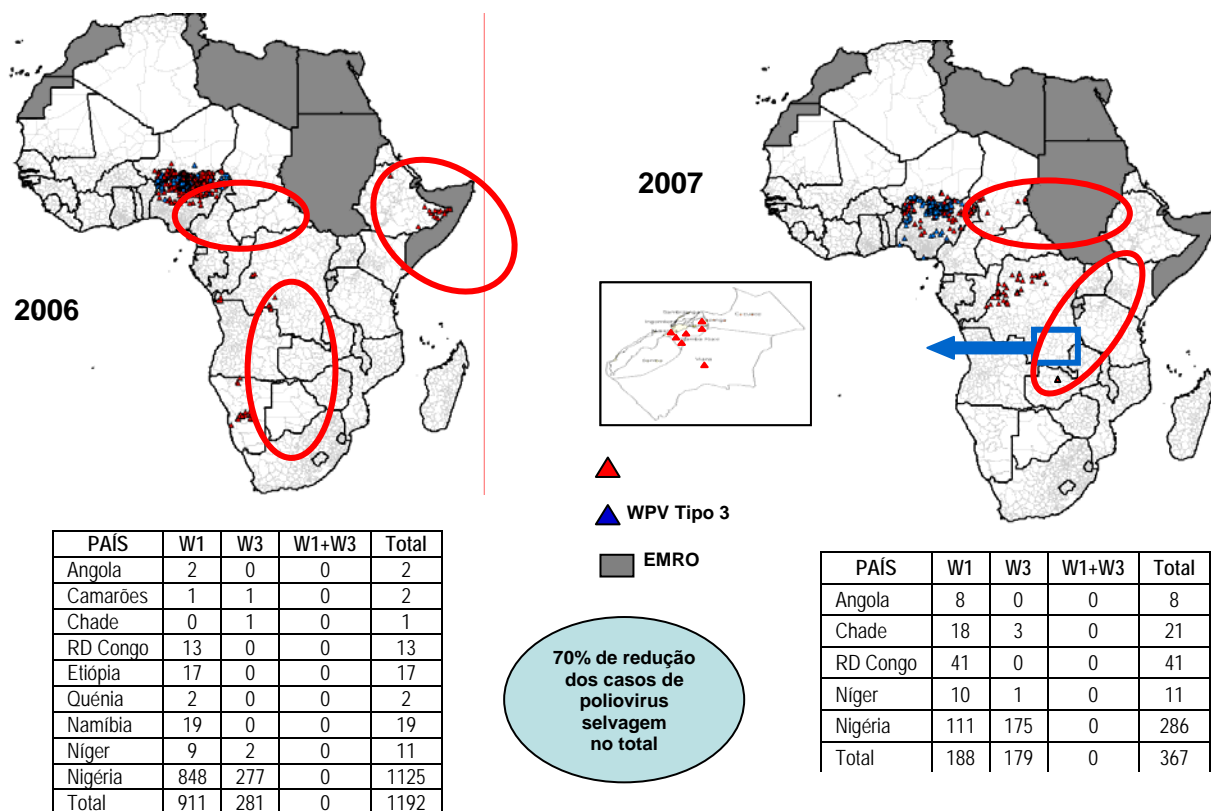 2006
2007
WPV Tipo 3
EMRO
PAÍS W1 W3 W1+W3 Total
Angola 2 0 0 2
Camarões 1 1 0 2
Chade 0 1 0 1
RD Congo 13 0 0 13
Etiópia 17 0 0 17
Quénia 2 0 0 2
Namíbia 19 0 0 19
Níger 9 2 0 11
Nigéria 848 277 0 1125
Total 911 281 0 1192
70% de redução
dos casos de
poliovirus
selvagem
no total
PAÍS W1 W3 W1+W3 Total
Angola 8 0 0 8
Chade 18 3 0 21
RD Congo 41 0 0 41
Níger 10 1 0 11
Nigéria 111 175 0 286
Total 188 179 0 367